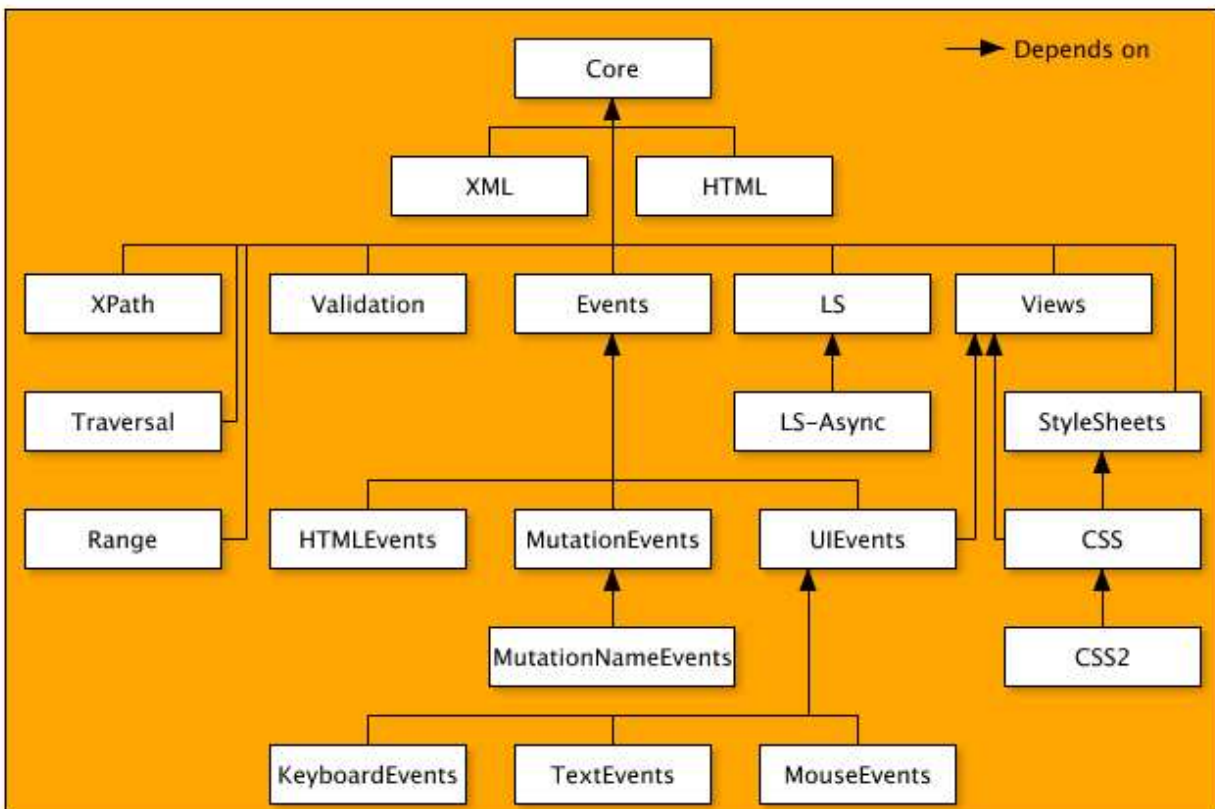 Core
Depends on
XML
HTML
XPath
Validation
Events
LS
Views
Traversal
LS-Async
StyleSheets
Range
HTMLEvents
MutationEvents
UIEvents
CSS
MutationNameEvents
CSS2
KeyboardEvents
TextEvents
MouseEvents